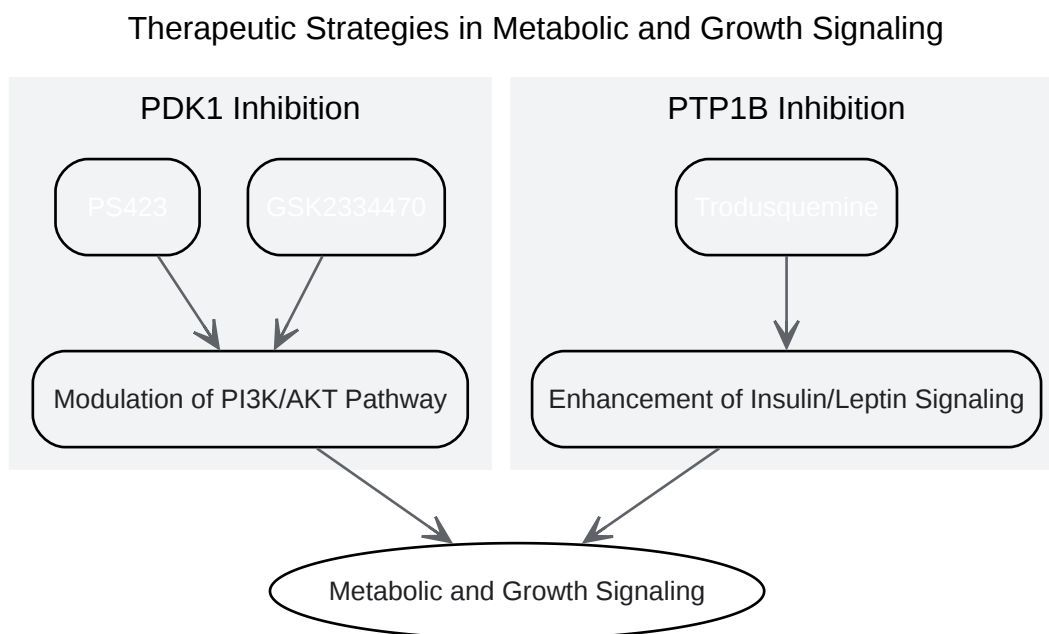 Therapeutic Strategies in Metabolic and Growth Signaling
PDK1 Inhibition
PTP1B Inhibition
PS423
GSK2334470
Trodusquemine
Modulation of PI3K/AKT Pathway
Enhancement of Insulin/Leptin Signaling
Metabolic and Growth Signaling